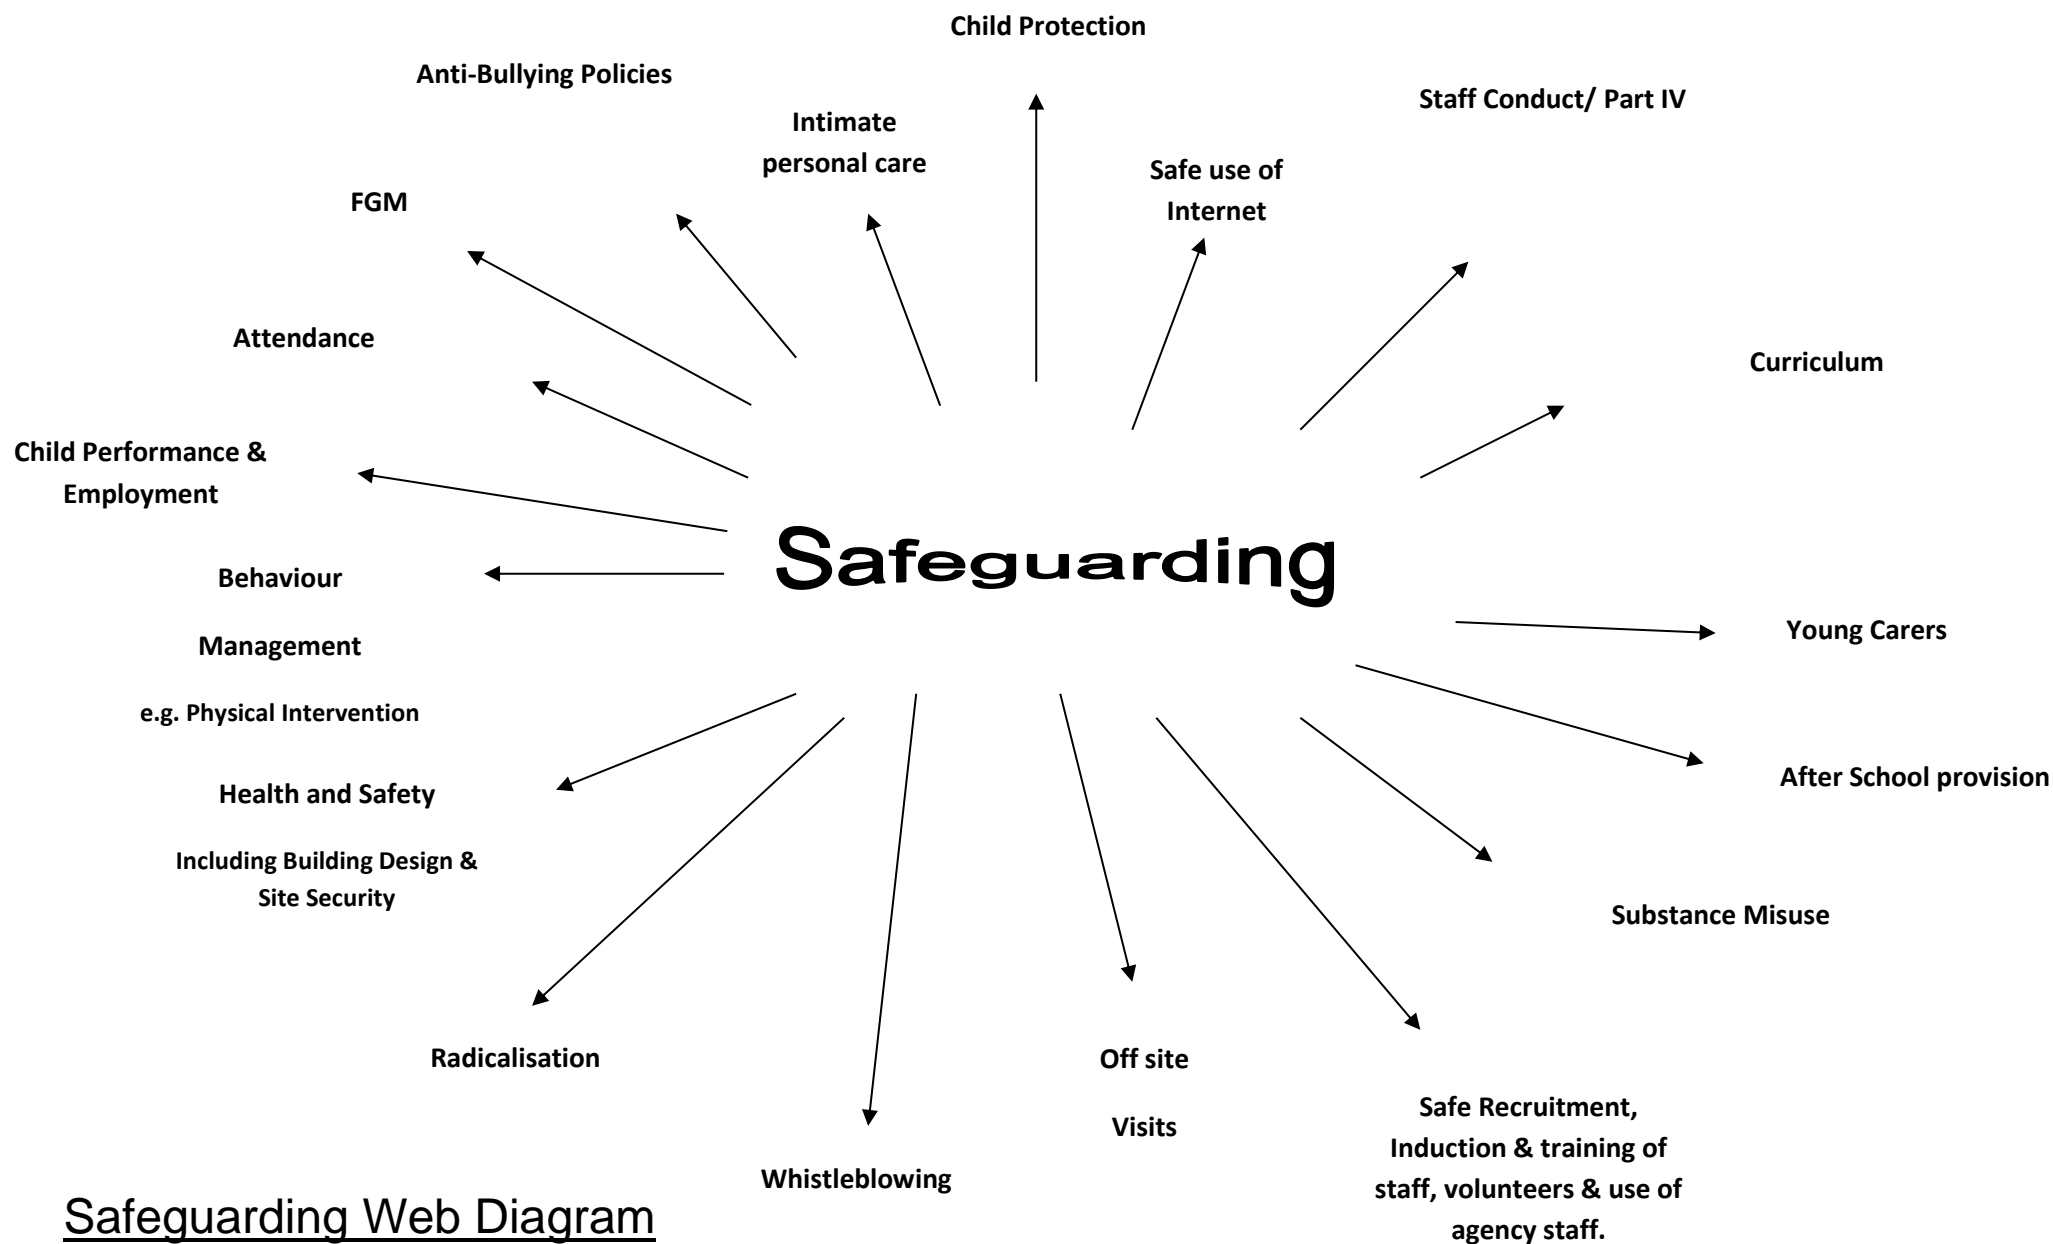 Child Protection
Anti-Bullying Policies
Staff Conduct/ Part IV
Intimate
personal care
Safe use of
Internet
FGM
Attendance
Curriculum
Child Performance &
Employment
Safeguarding
Behaviour
Management
e.g. Physical Intervention
Young Carers
After School provision
Health and Safety
Including Building Design &
Site Security
Substance Misuse
Radicalisation
Off site
Visits
Whistleblowing
Safe Recruitment,
Induction & training of
staff, volunteers & use of
agency staff.
Safeguarding Web Diagram